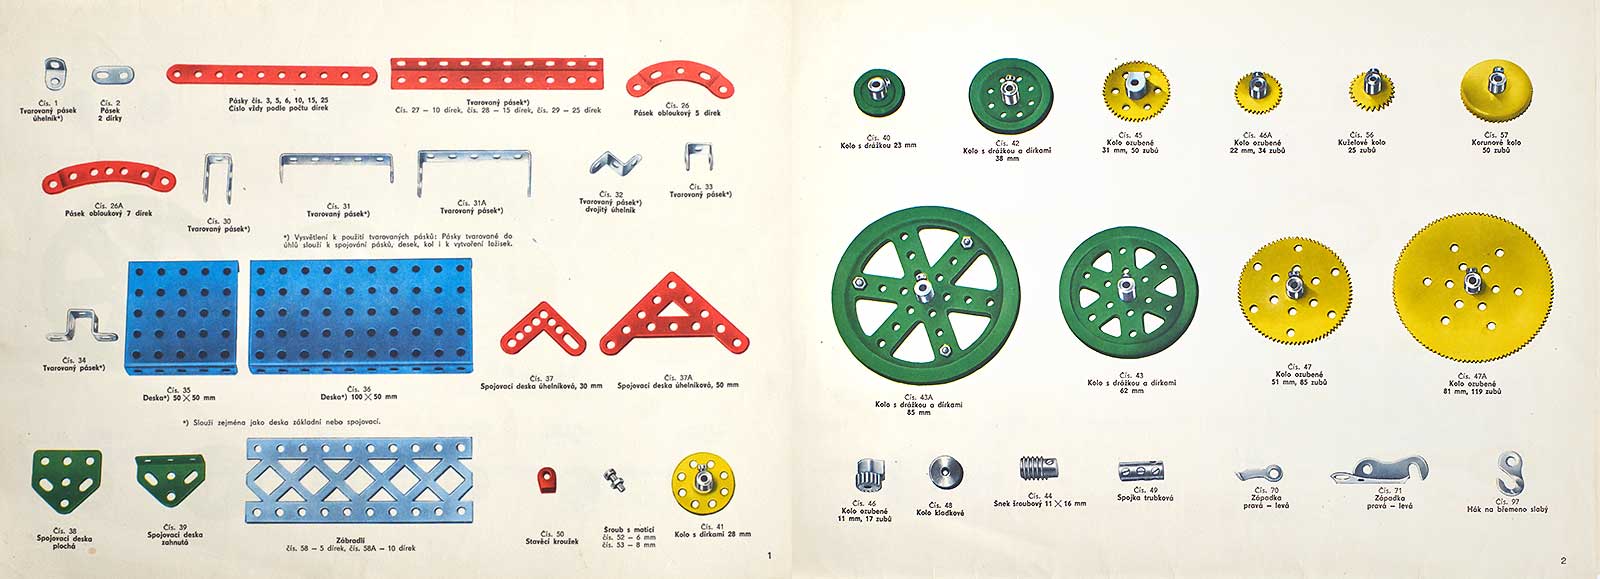 Čís. 1
Tvarovaný pásek
úhelník*)
Čís. 2
Pásek
2 dírky
Pásky čís. 3, 5, 6, 10, 15, 25
Číslo vždy podle počtu dírek
Tvarovaný pásek*)
Čís. 27 — 10 dírek, čís. 28 — 15 dírek, čís. 29 — 25 dírek
Čís. 26
Pásek obloukový 5 dírek
Čís. 26A
Pásek obloukový 7 dírek
Čís. 30
Tvarovaný pásek*)
Čís. 31
Tvarovaný pásek*)
Čís. 31A
Tvarovaný pásek*)
Čís. 32
Tvarovaný pásek*)
dvojitý úhelník
Čís. 33
Tvarovaný pásek*)
*) Vysvětlení k použití tvarovaných pásků: Pásky tvarované do
úhlů slouží k spojování pásků, desek, kol i k vytvoření ložisek.
Čís. 34
Tvarovaný pásek*)
Čís. 35
Deska*) 50 × 50 mm
Čís. 36
Deska*) 100 × 50 mm
Čís. 37
Spojovací deska úhelníková, 30 mm
Čís. 37A
Spojovací deska úhelníková, 50 mm
*) Slouží zejména jako deska základní nebo spojovací.
Čís. 38
Spojovací deska
plochá
Čís. 39
Spojovací deska
zahnutá
Zábradlí
čís. 58 — 5 dírek, čís. 58A — 10 dírek
Čís. 50
Stavěcí kroužek
Šroub s maticí
čís. 52 — 6 mm
čís. 53 — 8 mm
Čís. 41
Kolo s dírkami 28 mm
1
Čís. 40
Kolo s drážkou 23 mm
Čís. 42
Kolo s drážkou a dírkami
38 mm
Čís. 45
Kolo ozubené
31 mm, 50 zubů
Čís. 46A
Kolo ozubené
22 mm, 34 zubů
Čís. 56
Kuželové kolo
25 zubů
Čís. 57
Korunové kolo
50 zubů
Čís. 43A
Kolo s drážkou a dírkami
85 mm
Čís. 43
Kolo s drážkou a dírkami
62 mm
Čís. 47
Kolo ozubené
51 mm, 85 zubů
Čís. 47A
Kolo ozubené
81 mm, 119 zubů
Čís. 46
Kolo ozubené
11 mm, 17 zubů
Čís. 48
Kolo kladkové
Čís. 44
Šnek šroubový 11 × 16 mm
Čís. 49
Spojka trubková
Čís. 70
Západka
pravá — levá
Čís. 71
Západka
pravá — levá
Čís. 97
Hák na břemeno slabý
2